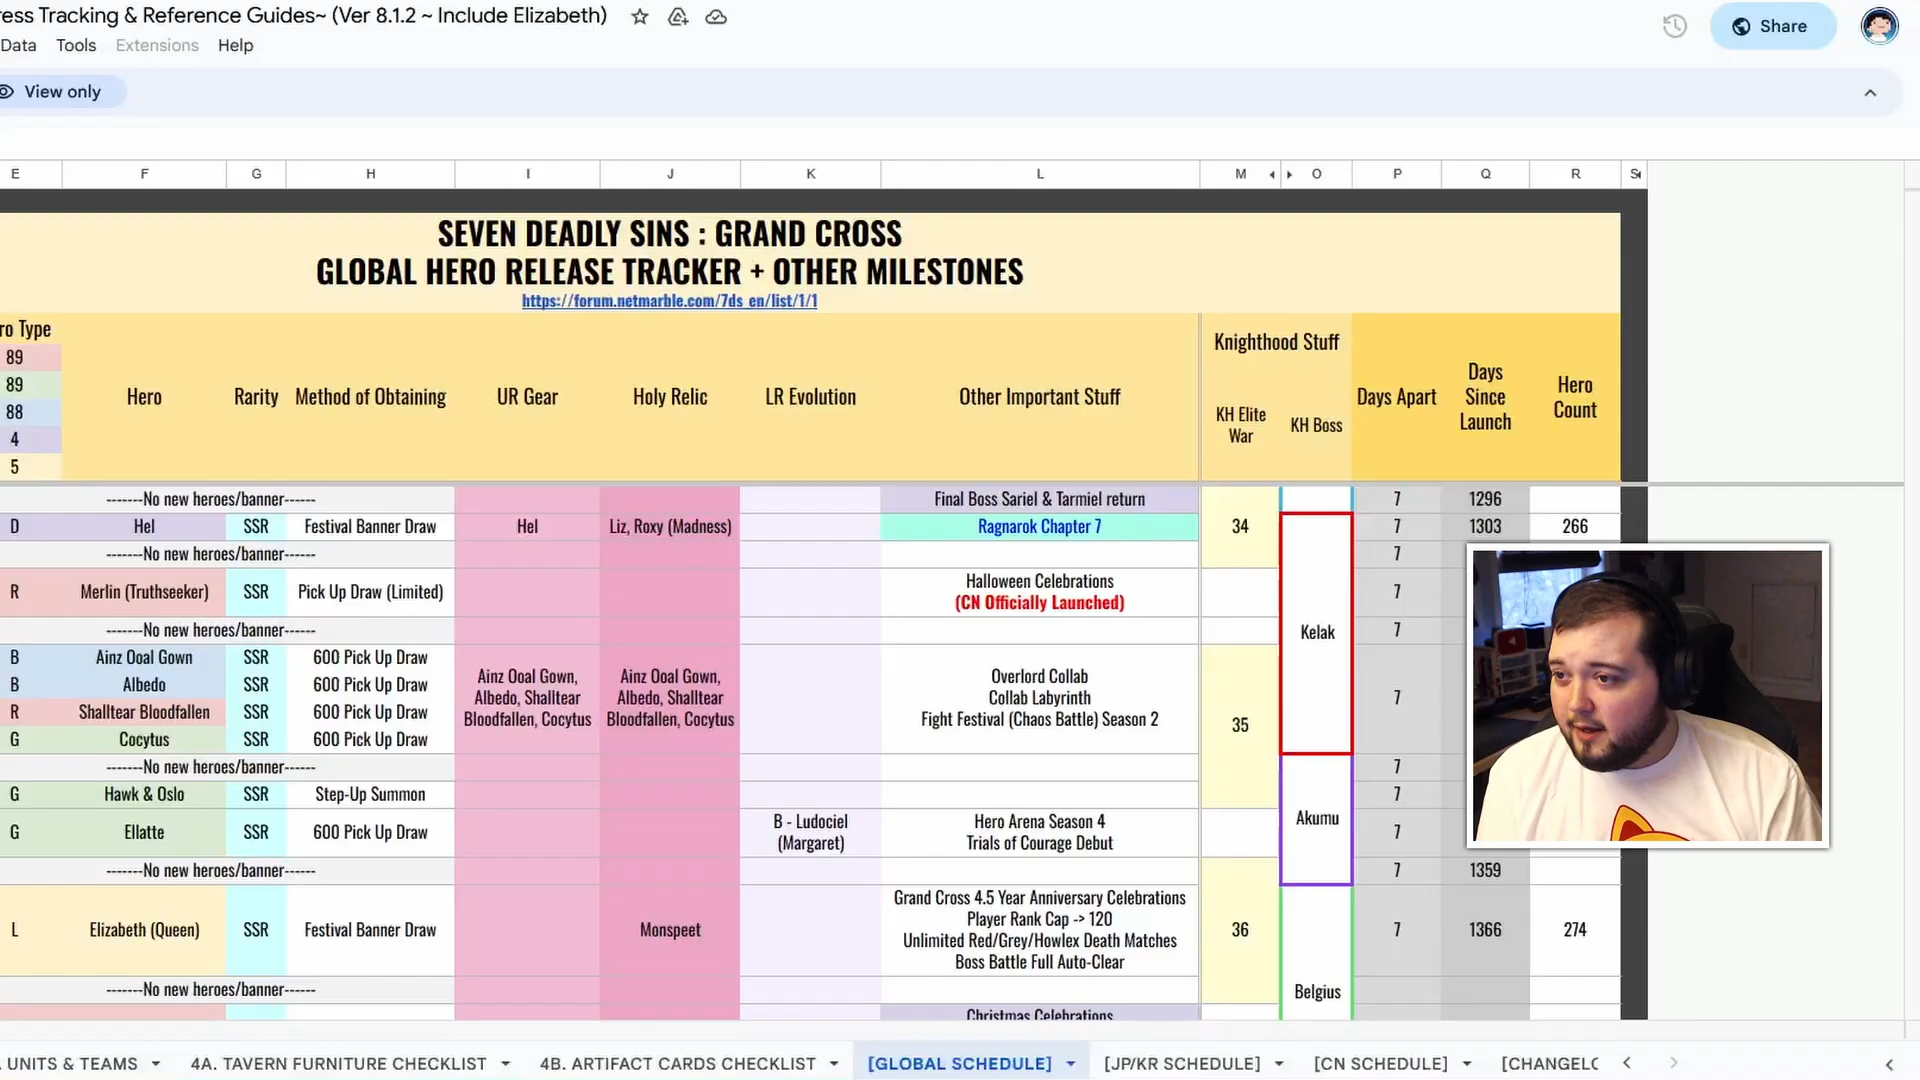 ress Tracking & Reference Guides~ (Ver 8.1.2 ~ Include Elizabeth)
Data Tools Extensions Help
Share
View only
E F G H I J K L M O P Q R S
SEVEN DEADLY SINS : GRAND CROSS
GLOBAL HERO RELEASE TRACKER + OTHER MILESTONES
https://forum.netmarble.com/7ds_en/list/1/1
ro Type
89
89
88
4
5
Hero
Rarity
Method of Obtaining
UR Gear
Holy Relic
LR Evolution
Other Important Stuff
Knighthood Stuff
KH Elite
War
KH Boss
Days Apart
Days
Since
Launch
Hero
Count
-------No new heroes/banner------
Final Boss Sariel & Tarmiel return
7
1296
D
Hel
SSR
Festival Banner Draw
Hel
Liz, Roxy (Madness)
Ragnarok Chapter 7
34
7
1303
266
-------No new heroes/banner------
7
R
Merlin (Truthseeker)
SSR
Pick Up Draw (Limited)
Halloween Celebrations
(CN Officially Launched)
7
-------No new heroes/banner------
Kelak
7
B
Ainz Ooal Gown
SSR
600 Pick Up Draw
B
Albedo
SSR
600 Pick Up Draw
R
Shalltear Bloodfallen
SSR
600 Pick Up Draw
G
Cocytus
SSR
600 Pick Up Draw
Ainz Ooal Gown,
Albedo, Shalltear
Bloodfallen, Cocytus
Ainz Ooal Gown,
Albedo, Shalltear
Bloodfallen, Cocytus
Overlord Collab
Collab Labyrinth
Fight Festival (Chaos Battle) Season 2
35
7
-------No new heroes/banner------
7
G
Hawk & Oslo
SSR
Step-Up Summon
7
G
Ellatte
SSR
600 Pick Up Draw
B - Ludociel
(Margaret)
Hero Arena Season 4
Trials of Courage Debut
Akumu
7
-------No new heroes/banner------
7
1359
L
Elizabeth (Queen)
SSR
Festival Banner Draw
Monspeet
Grand Cross 4.5 Year Anniversary Celebrations
Player Rank Cap -> 120
Unlimited Red/Grey/Howlex Death Matches
Boss Battle Full Auto-Clear
36
7
1366
274
-------No new heroes/banner------
Belgius
Christmas Celebrations
UNITS & TEAMS
4A. TAVERN FURNITURE CHECKLIST
4B. ARTIFACT CARDS CHECKLIST
[GLOBAL SCHEDULE]
[JP/KR SCHEDULE]
[CN SCHEDULE]
[CHANGELO